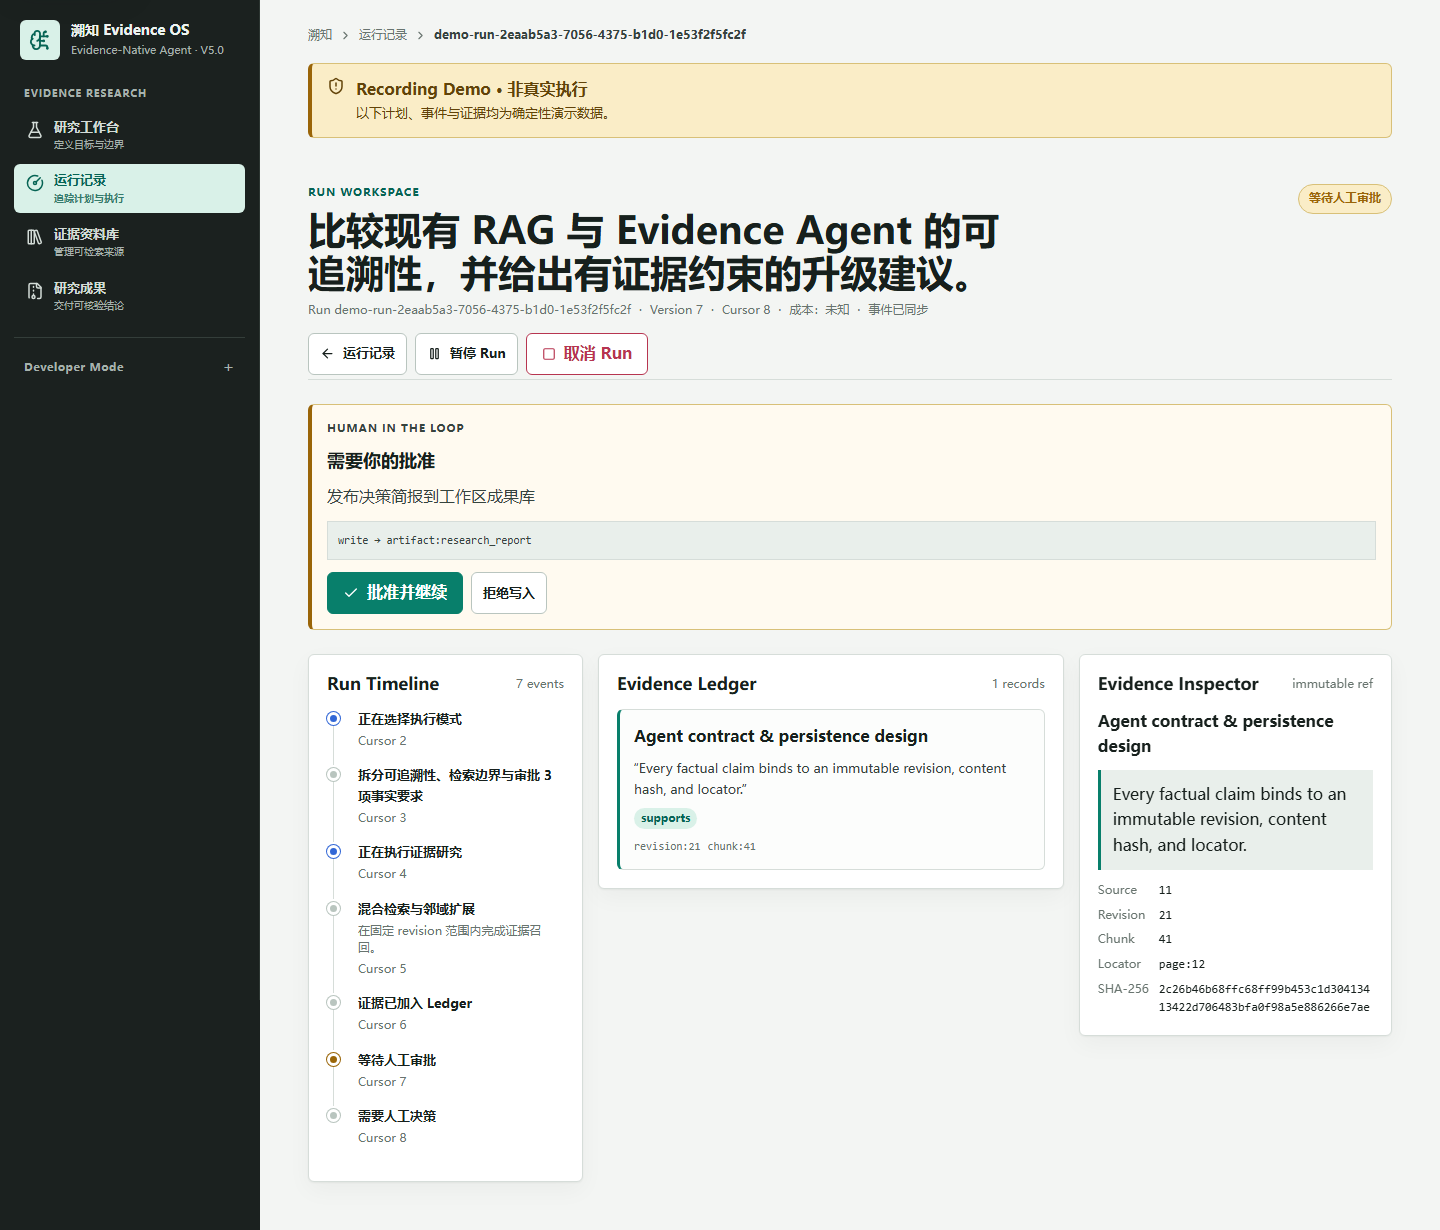 溯知 Evidence OS
Evidence-Native Agent · V5.0
EVIDENCE RESEARCH
研究工作台
定义目标与边界
运行记录
追踪计划与执行
证据资料库
管理可检索来源
研究成果
交付可核验结论
Developer Mode +
溯知 > 运行记录 > demo-run-2eaab5a3-7056-4375-b1d0-1e53f2f5fc2f
Recording Demo • 非真实执行
以下计划、事件与证据均为确定性演示数据。
RUN WORKSPACE
等待人工审批
比较现有 RAG 与 Evidence Agent 的可
追溯性，并给出有证据约束的升级建议。
Run demo-run-2eaab5a3-7056-4375-b1d0-1e53f2f5fc2f · Version 7 · Cursor 8 · 成本：未知 · 事件已同步
← 运行记录 暂停 Run 取消 Run
HUMAN IN THE LOOP
需要你的批准
发布决策简报到工作区成果库
write → artifact:research_report
批准并继续 拒绝写入
Run Timeline 7 events
正在选择执行模式
Cursor 2
拆分可追溯性、检索边界与审批 3
项事实要求
Cursor 3
正在执行证据研究
Cursor 4
混合检索与邻域扩展
在固定 revision 范围内完成证据召
回。
Cursor 5
证据已加入 Ledger
Cursor 6
等待人工审批
Cursor 7
需要人工决策
Cursor 8
Evidence Ledger 1 records
Agent contract & persistence design
“Every factual claim binds to an immutable revision, content
hash, and locator.”
supports
revision:21 chunk:41
Evidence Inspector immutable ref
Agent contract & persistence
design
Every factual claim binds to an
immutable revision, content
hash, and locator.
Source 11
Revision 21
Chunk 41
Locator page:12
SHA-256 2c26b46b68ffc68ff99b453c1d304134
13422d706483bfa0f98a5e886266e7ae